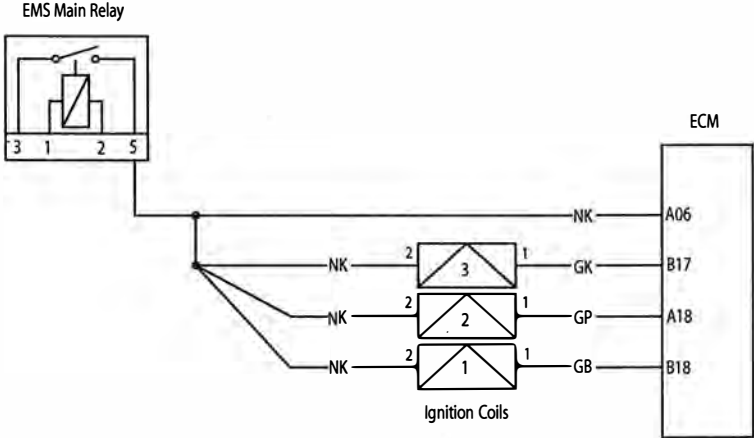 EMS Main Relay
3 1 2 5
ECM
NK A06
NK 2 3 1 GK B17
NK 2 2 1 GP A18
NK 2 1 1 GB B18
Ignition Coils